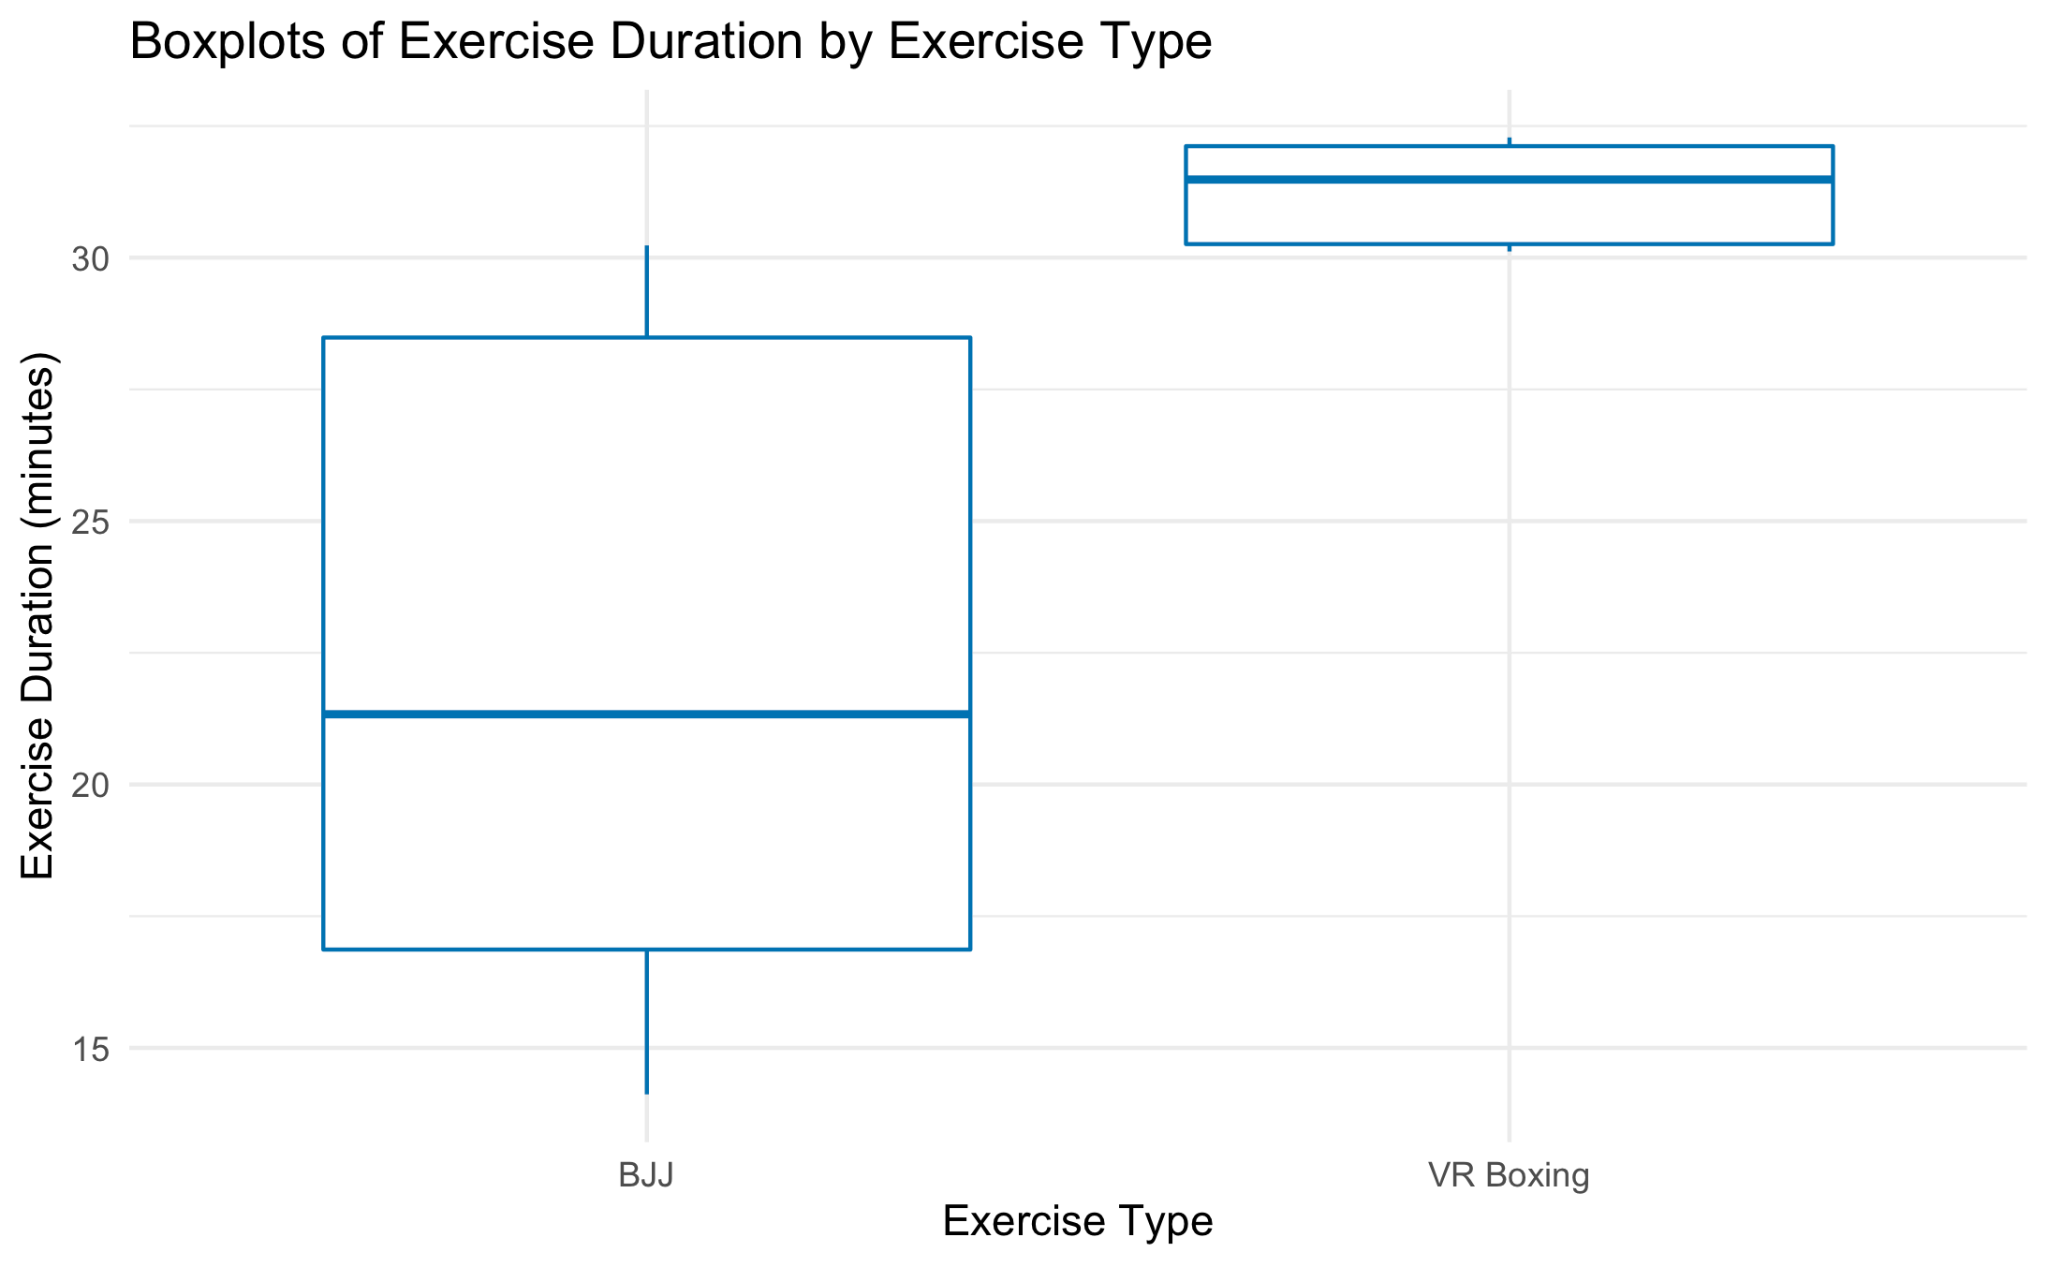 Boxplots of Exercise Duration by Exercise Type
Exercise Duration (minutes)
30
25
20
15
BJJ
VR Boxing
Exercise Type